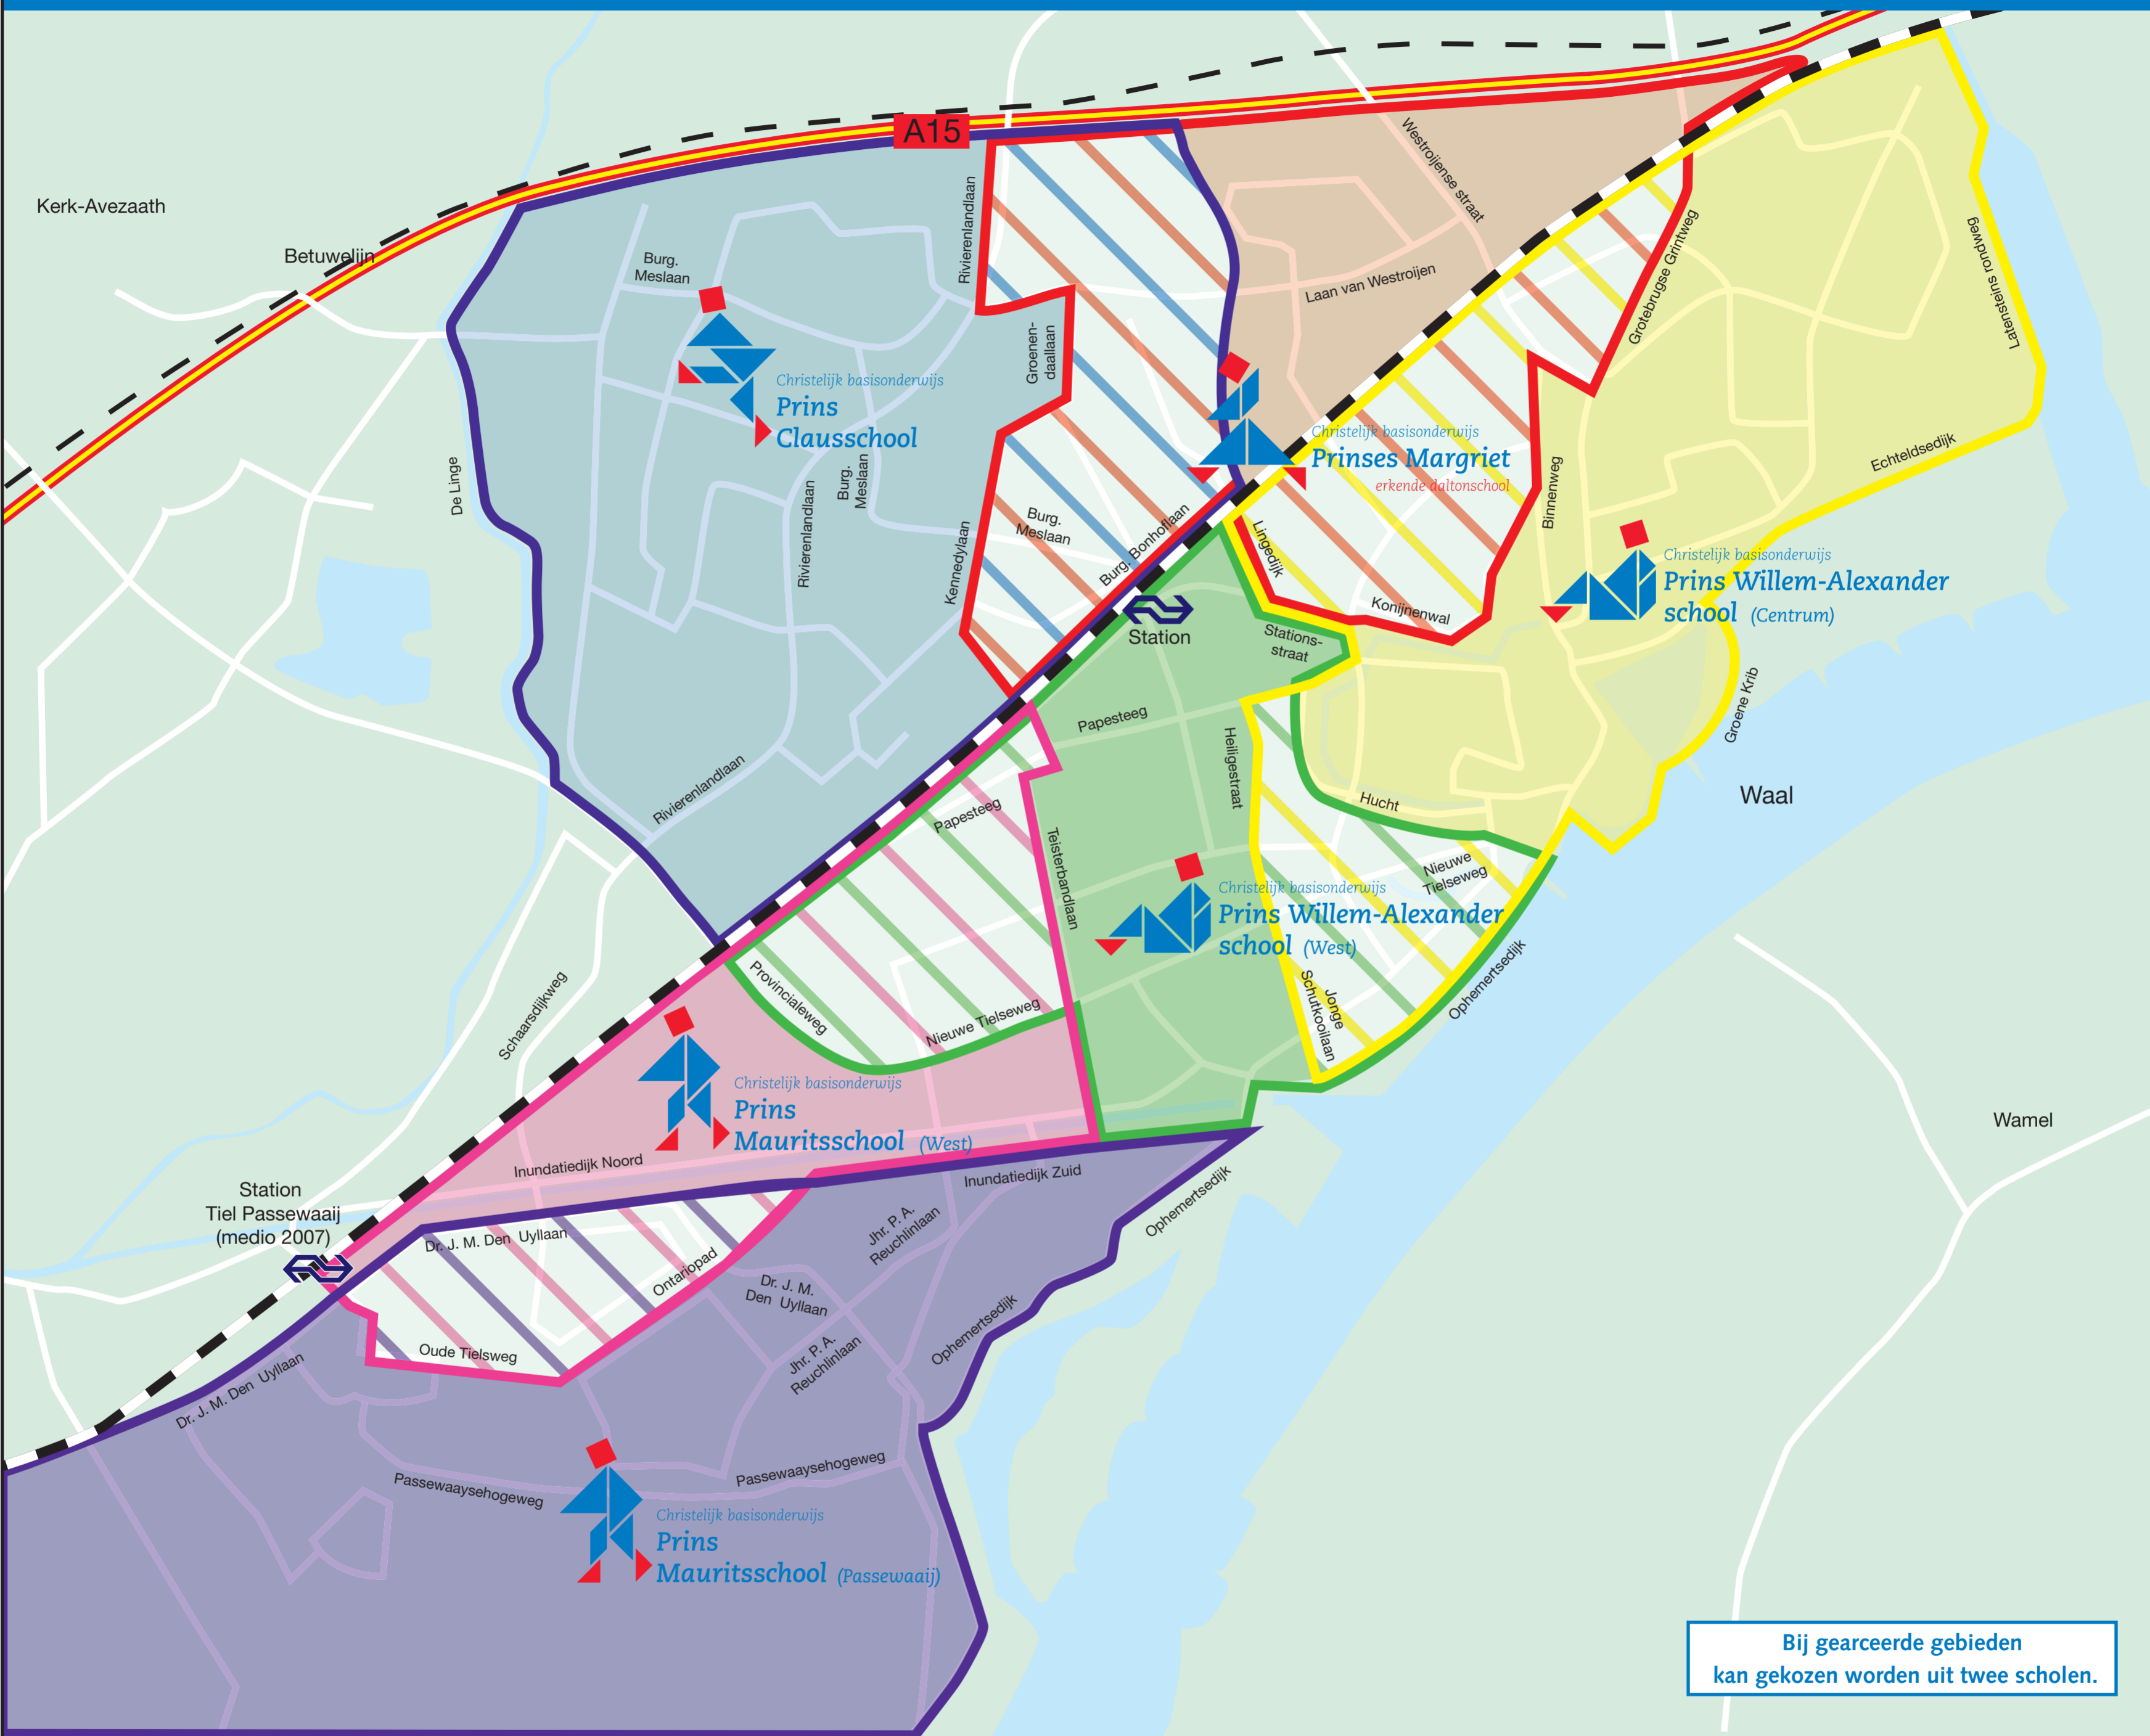 A15
Kerk-Avezaath
Betuwelijn
Westroijense straat
Rivierenlandlaan
Burg.
Meslaan
Laan van Westroijen
Grotebrugse Grintweg
Latensteins rondweg
Groenen-
daallaan
Christelijk basisonderwijs
Prins
Clausschool
Christelijk basisonderwijs
Prinses Margriet
erkende daltonschool
De Linge
Rivierenlandlaan
Burg.
Meslaan
Kennedylaan
Burg.
Meslaan
Burg. Bonhoflaan
Lingedijk
Binnenweg
Echteldsedijk
Christelijk basisonderwijs
Prins Willem-Alexander
school (Centrum)
Konijnenwal
Station
Stations-
straat
Groene Krib
Papesteeg
Heiligestraat
Rivierenlandlaan
Papesteeg
Hucht
Waal
Teisterbandlaan
Nieuwe
Tielseweg
Christelijk basisonderwijs
Prins Willem-Alexander
school (West)
Ophemertsedijk
Jonge
Schutkooilaan
Provincialeweg
Nieuwe Tielseweg
Schaarsdijkweg
Christelijk basisonderwijs
Prins
Mauritsschool (West)
Wamel
Inundatiedijk Noord
Inundatiedijk Zuid
Ophemertsedijk
Station
Tiel Passewaaij
(medio 2007)
Dr. J. M. Den Uyllaan
Jhr. P. A.
Reuchlinlaan
Ontariopad
Dr. J. M.
Den Uyllaan
Ophemertsedijk
Oude Tielsweg
Jhr. P. A.
Reuchlinlaan
Dr. J. M. Den Uyllaan
Passewaaysehogeweg
Passewaaysehogeweg
Christelijk basisonderwijs
Prins
Mauritsschool (Passewaaij)
Bij gearceerde gebieden
kan gekozen worden uit twee scholen.